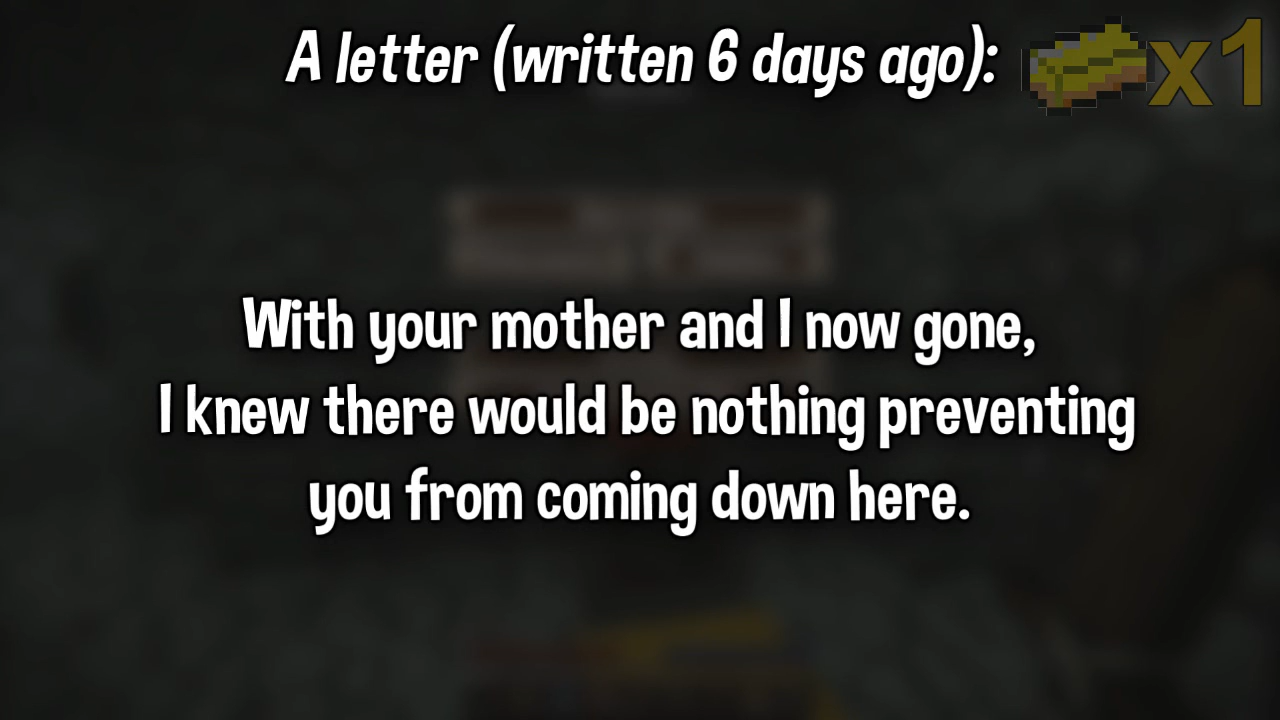 A letter (written 6 days ago):
x1
With your mother and I now gone,
I knew there would be nothing preventing
you from coming down here.